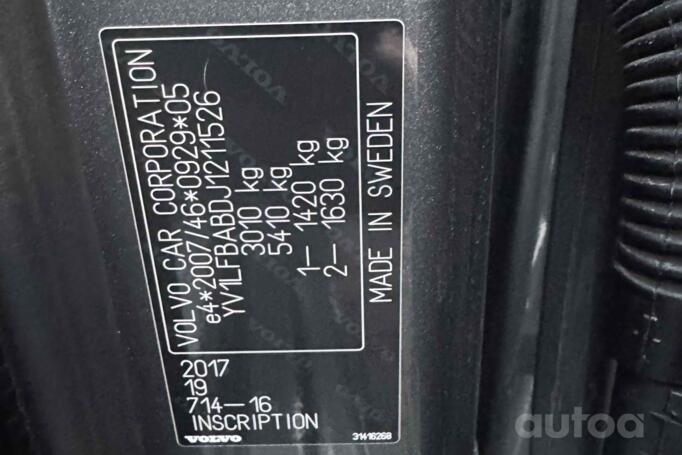 VOLVO CAR CORPORATION
e4*2007/46*0929*05
YV1LFBABDJ1211526
3010 kg
5410 kg
1— 1420 kg
2— 1630 kg
MADE IN SWEDEN
2017
19
714—16
INSCRIPTION
VOLVO
31416268
autoa